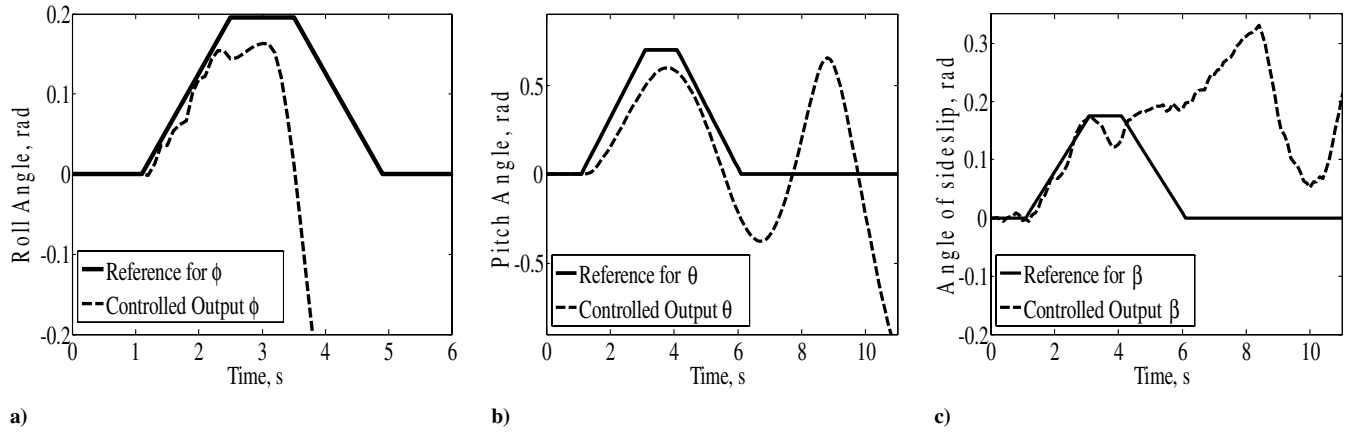 0.2
0.1
0
-0.1
-0.2
Roll Angle, rad
Reference for ϕ
Controlled Output ϕ
0 1 2 3 4 5 6
Time, s
a)
0.5
0
-0.5
Pitch Angle, rad
Reference for θ
Controlled Output θ
0 2 4 6 8 10
Time, s
b)
0.3
0.2
0.1
0
-0.1
-0.2
Angle of sideslip, rad
Reference for β
Controlled Output β
0 2 4 6 8 10
Time, s
c)